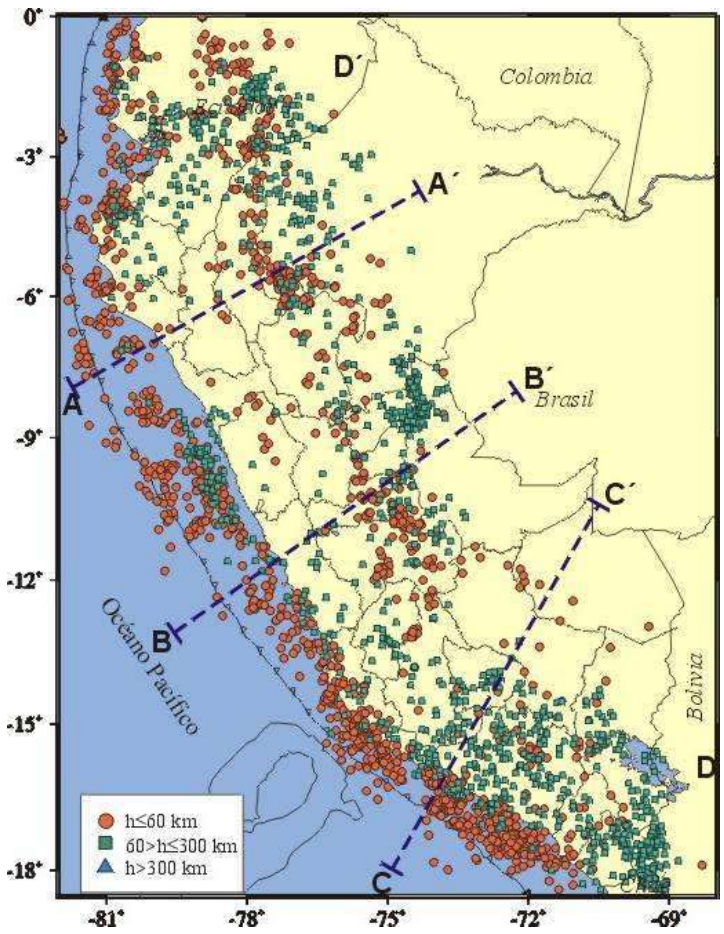 0°
-3°
-6°
-9°
-12°
-15°
-18°
D´
Colombia
A´
A
B´
Brasil
C´
B
Océano Pacífico
Bolivia
D
C
h≤60 km
60>h≤300 km
h>300 km
-81°
-78°
-75°
-72°
-69°